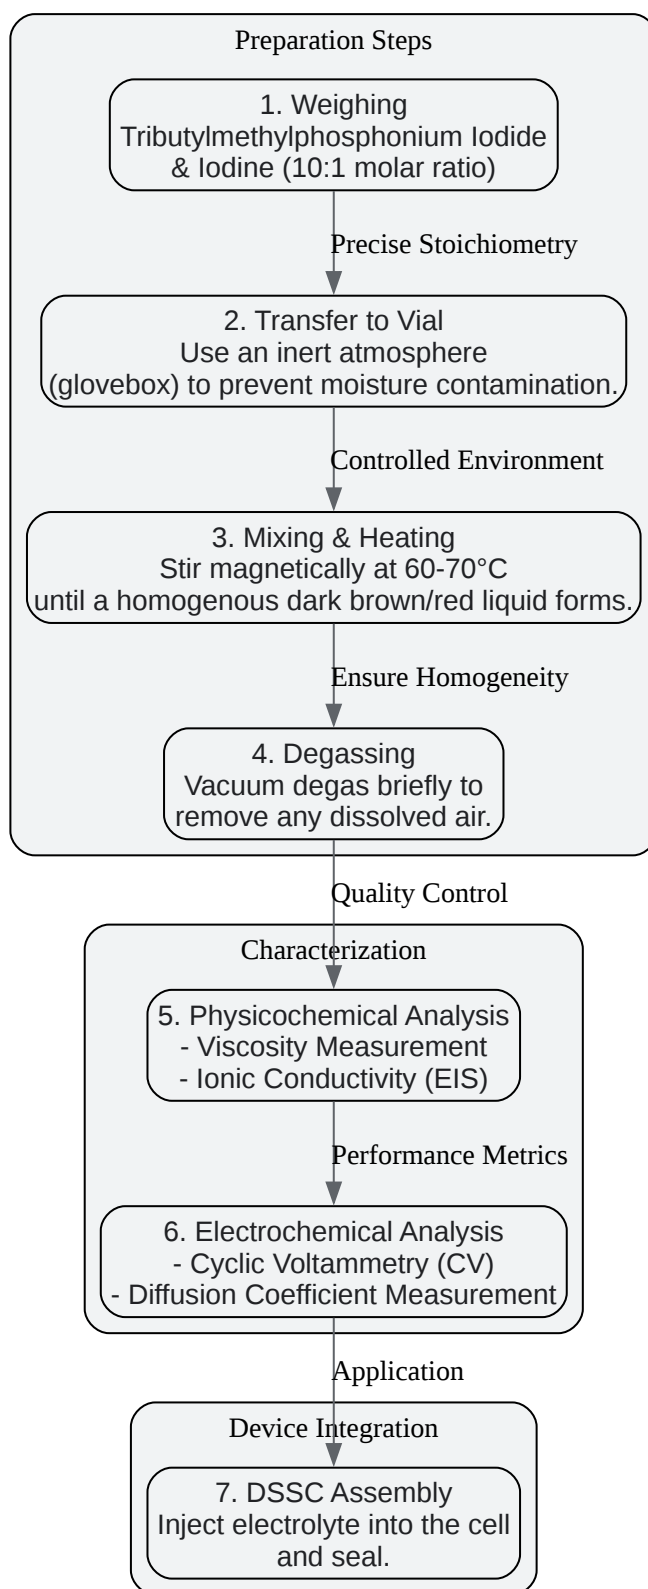 Preparation Steps
1. Weighing
Tributylmethylphosphonium Iodide
& Iodine (10:1 molar ratio)
Precise Stoichiometry
2. Transfer to Vial
Use an inert atmosphere
(glovebox) to prevent moisture contamination.
Controlled Environment
3. Mixing & Heating
Stir magnetically at 60-70°C
until a homogenous dark brown/red liquid forms.
Ensure Homogeneity
4. Degassing
Vacuum degas briefly to
remove any dissolved air.
Quality Control
Characterization
5. Physicochemical Analysis
- Viscosity Measurement
- Ionic Conductivity (EIS)
Performance Metrics
6. Electrochemical Analysis
- Cyclic Voltammetry (CV)
- Diffusion Coefficient Measurement
Application
Device Integration
7. DSSC Assembly
Inject electrolyte into the cell
and seal.